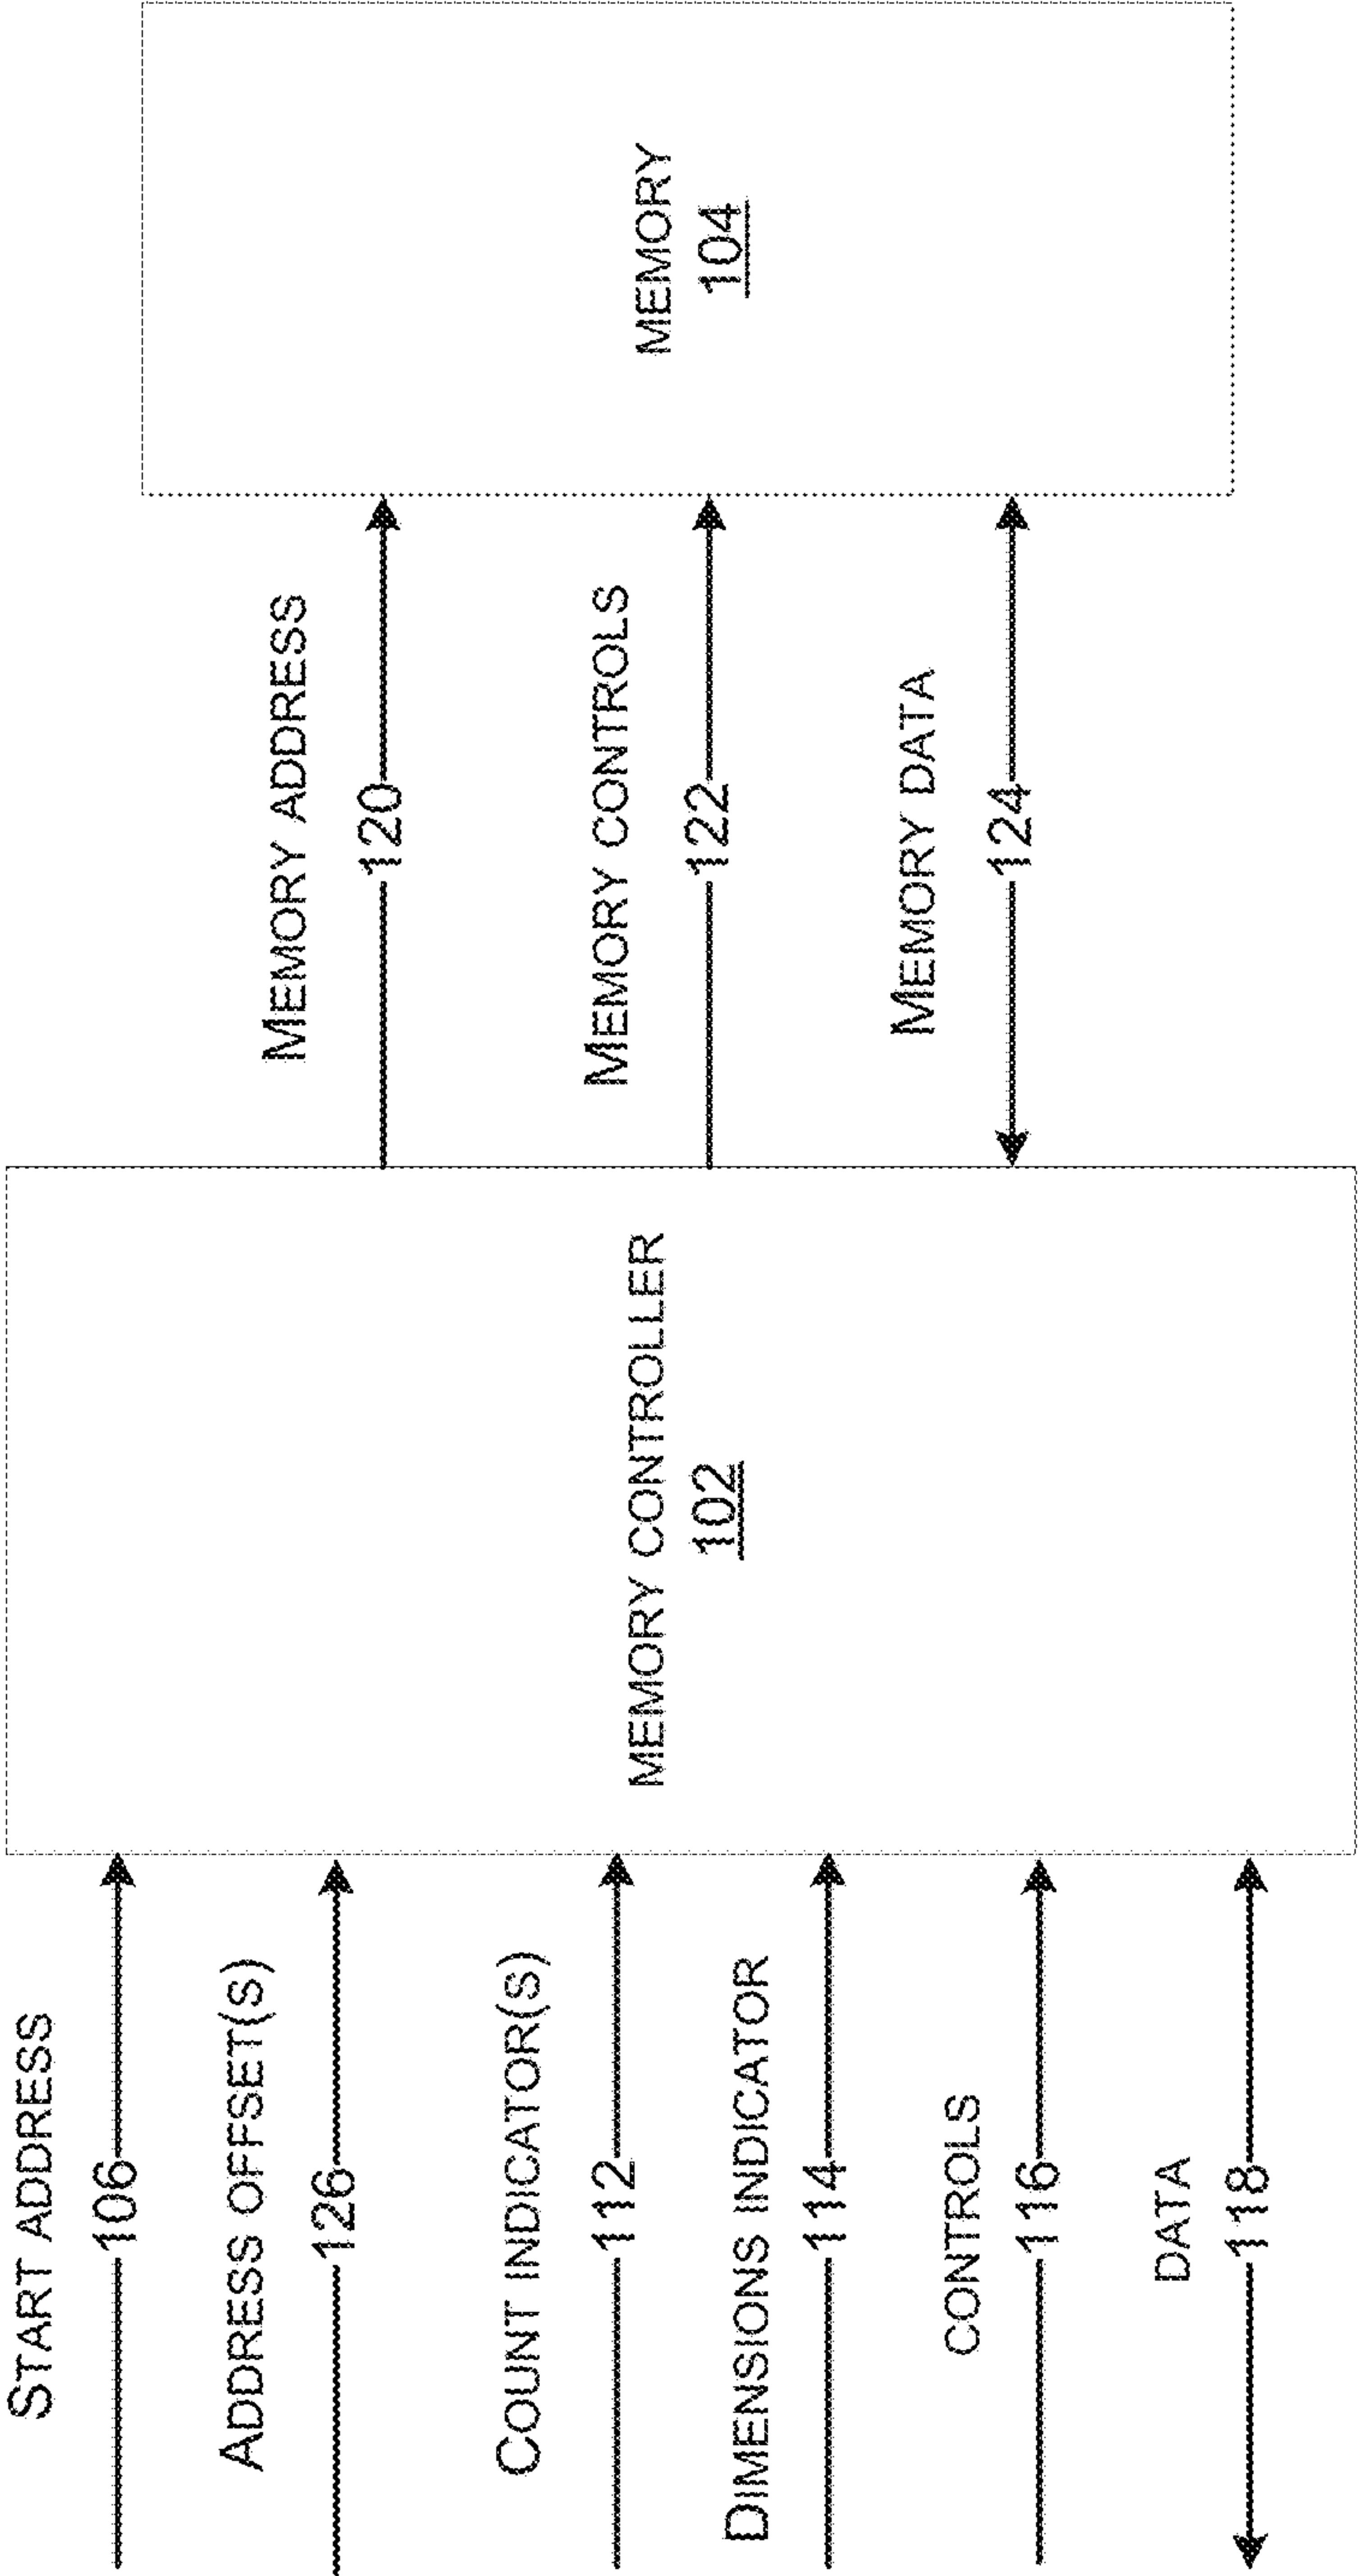 START ADDRESS
106
ADDRESS OFFSET(S)
126
COUNT INDICATOR(S)
112
DIMENSIONS INDICATOR
114
CONTROLS
116
DATA
118
MEMORY CONTROLLER
102
MEMORY ADDRESS
120
MEMORY CONTROLS
122
MEMORY DATA
124
MEMORY
104